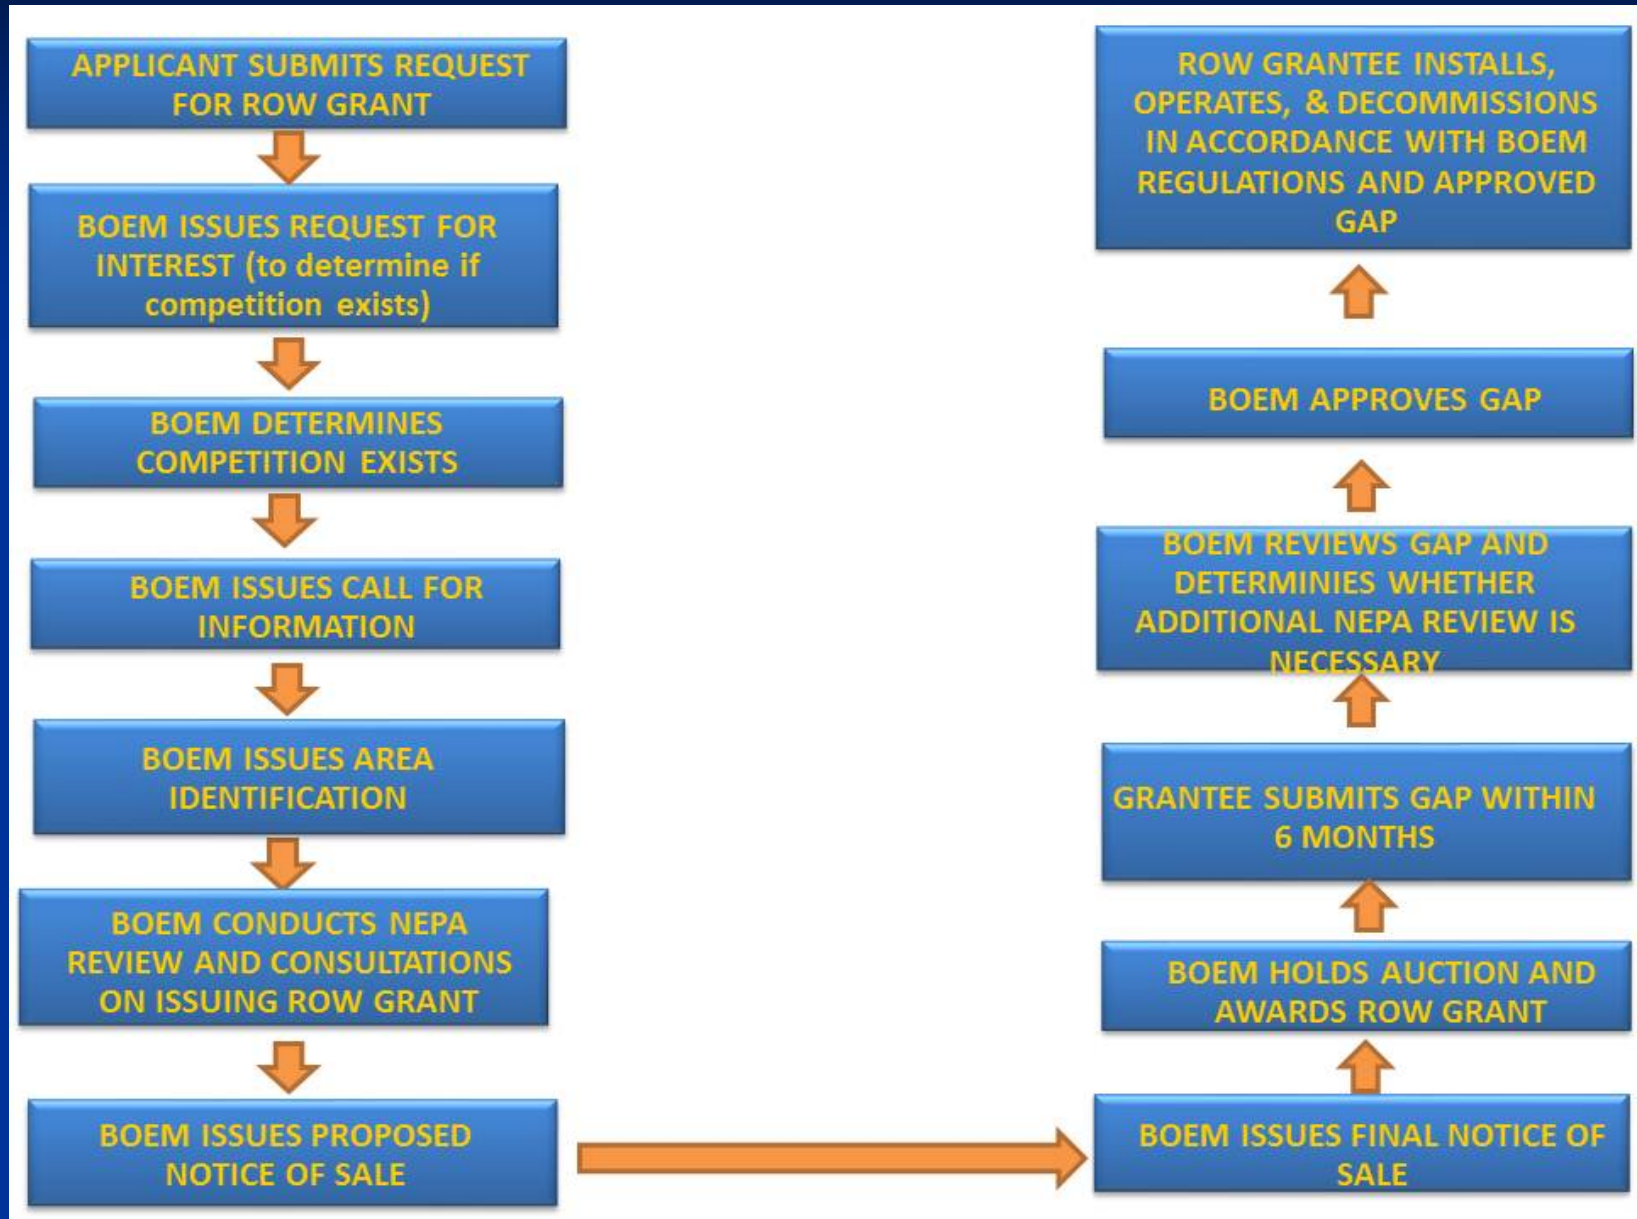 APPLICANT SUBMITS REQUEST
FOR ROW GRANT
BOEM ISSUES REQUEST FOR
INTEREST (to determine if
competition exists)
BOEM DETERMINES
COMPETITION EXISTS
BOEM ISSUES CALL FOR
INFORMATION
BOEM ISSUES AREA
IDENTIFICATION
BOEM CONDUCTS NEPA
REVIEW AND CONSULTATIONS
ON ISSUING ROW GRANT
BOEM ISSUES PROPOSED
NOTICE OF SALE
BOEM ISSUES FINAL NOTICE OF
SALE
BOEM HOLDS AUCTION AND
AWARDS ROW GRANT
GRANTEE SUBMITS GAP WITHIN
6 MONTHS
BOEM REVIEWS GAP AND
DETERMINIES WHETHER
ADDITIONAL NEPA REVIEW IS
NECESSARY
BOEM APPROVES GAP
ROW GRANTEE INSTALLS,
OPERATES, & DECOMMISSIONS
IN ACCORDANCE WITH BOEM
REGULATIONS AND APPROVED
GAP